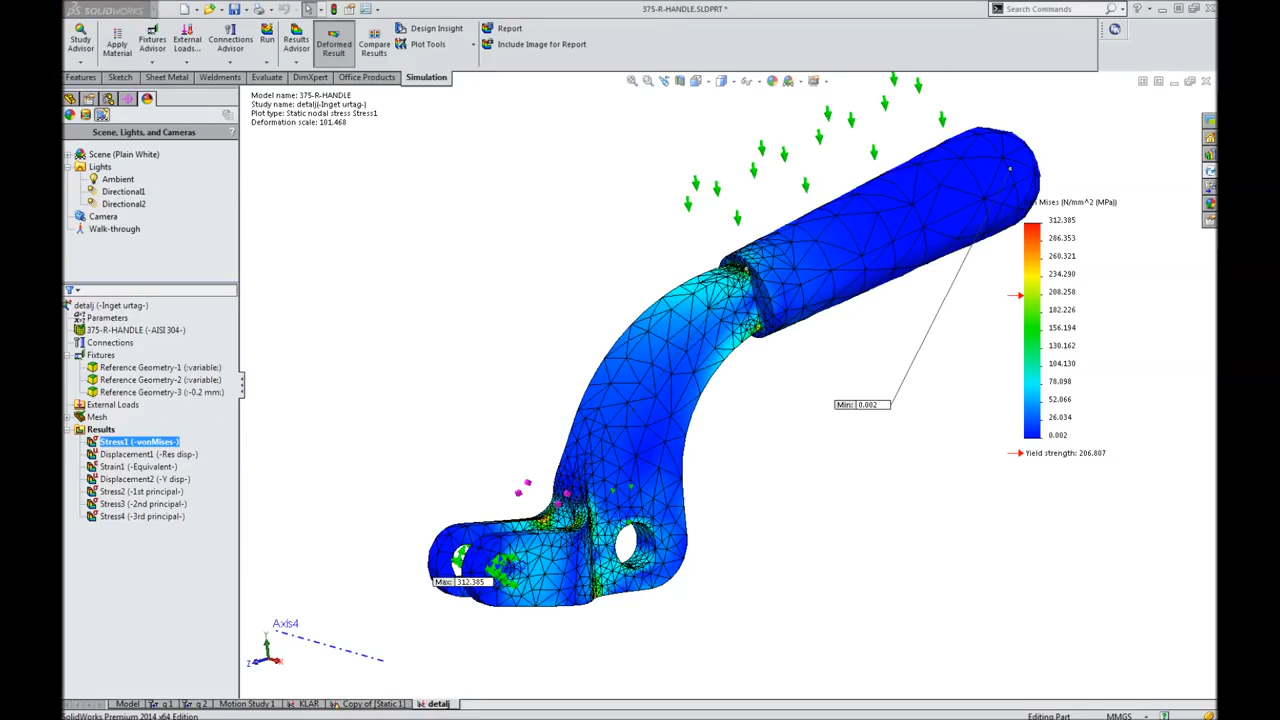 SOLIDWORKS
375-R-HANDLE.SLDPRT *
Search Commands
Study Advisor
Apply Material
Fixtures Advisor
External Loads...
Connections Advisor
Run
Results Advisor
Deformed Result
Compare Results
Design Insight
Plot Tools
Report
Include Image for Report
Features
Sketch
Sheet Metal
Weldments
Evaluate
DimXpert
Office Products
Simulation
Scene, Lights, and Cameras
?
Scene (Plain White)
Lights
Ambient
Directional1
Directional2
Camera
Walk-through
detalj (-Inget urtag-)
Parameters
375-R-HANDLE (-AISI 304-)
Connections
Fixtures
Reference Geometry-1 (:variable:)
Reference Geometry-2 (:variable:)
Reference Geometry-3 (:-0.2 mm:)
External Loads
Mesh
Results
Stress1 (-vonMises-)
Displacement1 (-Res disp-)
Strain1 (-Equivalent-)
Displacement2 (-Y disp-)
Stress2 (-1st principal-)
Stress3 (-2nd principal-)
Stress4 (-3rd principal-)
Model name: 375-R-HANDLE
Study name: detalj(-Inget urtag-)
Plot type: Static nodal stress Stress1
Deformation scale: 101.468
Mises (N/mm^2 (MPa))
312.385
286.353
260.321
234.290
208.258
182.226
156.194
130.162
104.130
78.098
52.066
26.034
0.002
Yield strength: 206.807
Min: 0.002
Max: 312.385
Axis4
Y
Z
X
Model
q 1
q 2
Motion Study 1
KLAR
Copy of [Static 1]
detalj
SolidWorks Premium 2014 x64 Edition
Editing Part
MMGS